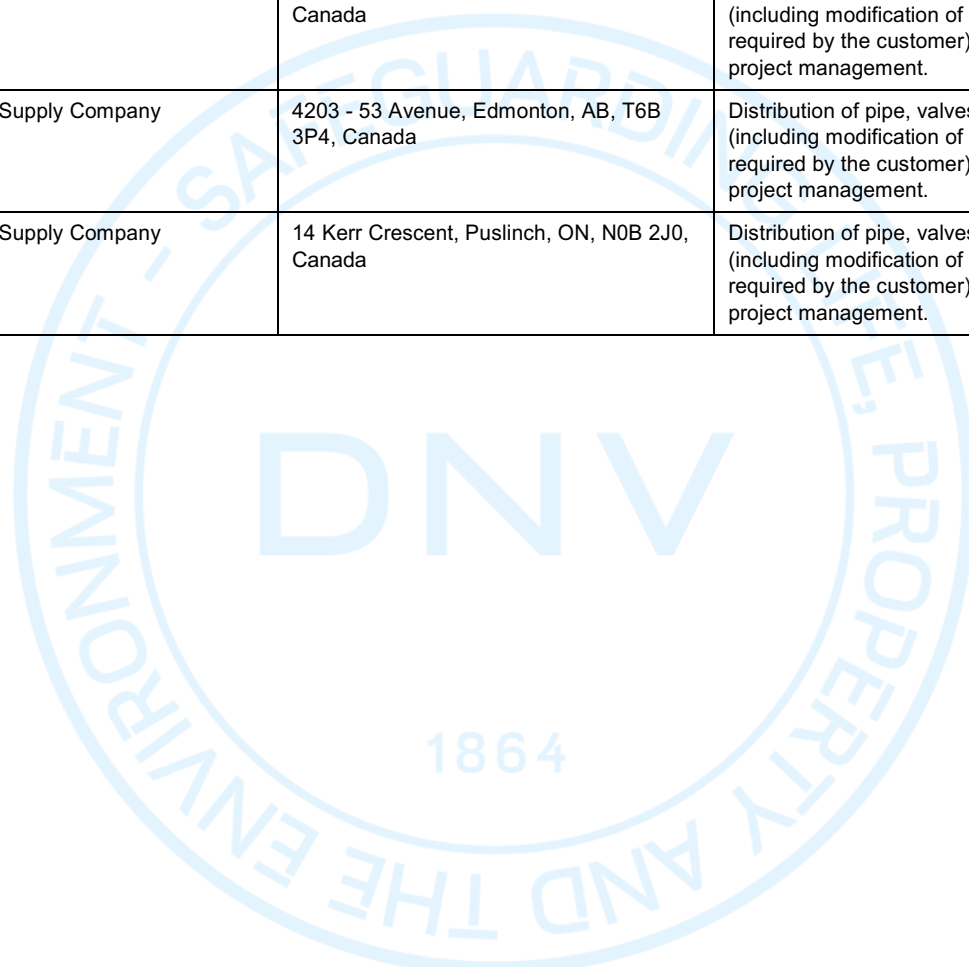 Canada
(including modification of
required by the customer)
project management.
Supply Company
4203 - 53 Avenue, Edmonton, AB, T6B
3P4, Canada
Distribution of pipe, valves
(including modification of
required by the customer)
project management.
Supply Company
14 Kerr Crescent, Puslinch, ON, N0B 2J0,
Canada
Distribution of pipe, valves
(including modification of
required by the customer)
project management.
SAFEGUARDING LIFE, PROPERTY AND THE ENVIRONMENT -
DNV
1864